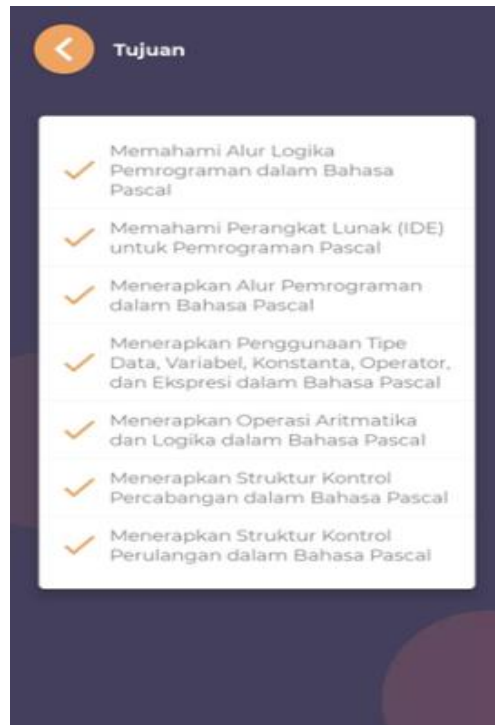 Tujuan
Memahami Alur Logika
Pemrograman dalam Bahasa
Pascal
Memahami Perangkat Lunak (IDE)
untuk Pemrograman Pascal
Menerapkan Alur Pemrograman
dalam Bahasa Pascal
Menerapkan Penggunaan Tipe
Data, Variabel, Konstanta, Operator,
dan Ekspresi dalam Bahasa Pascal
Menerapkan Operasi Aritmatika
dan Logika dalam Bahasa Pascal
Menerapkan Struktur Kontrol
Percabangan dalam Bahasa Pascal
Menerapkan Struktur Kontrol
Perulangan dalam Bahasa Pascal